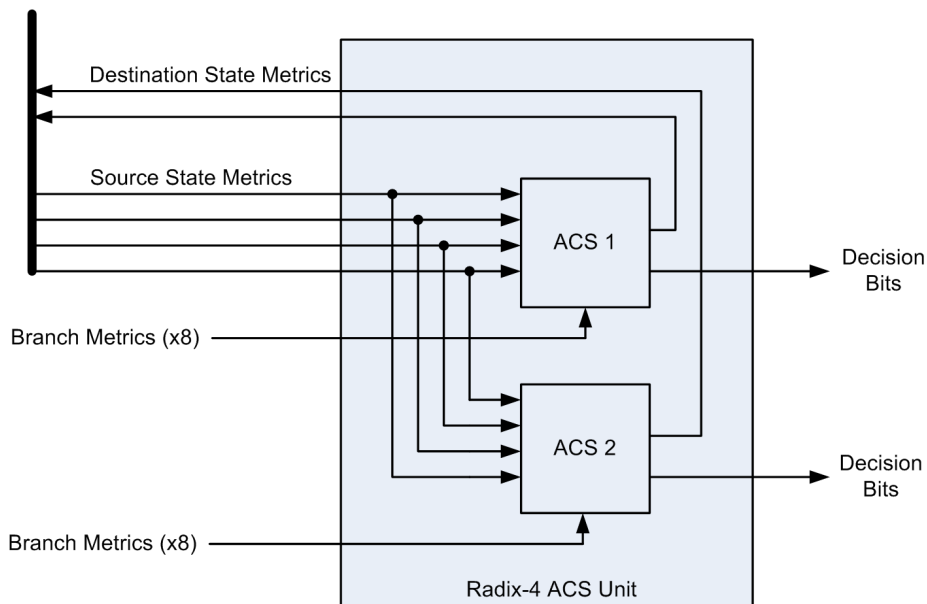 Destination State Metrics
Source State Metrics
ACS 1
Decision
Bits
Branch Metrics (x8)
ACS 2
Decision
Bits
Branch Metrics (x8)
Radix-4 ACS Unit